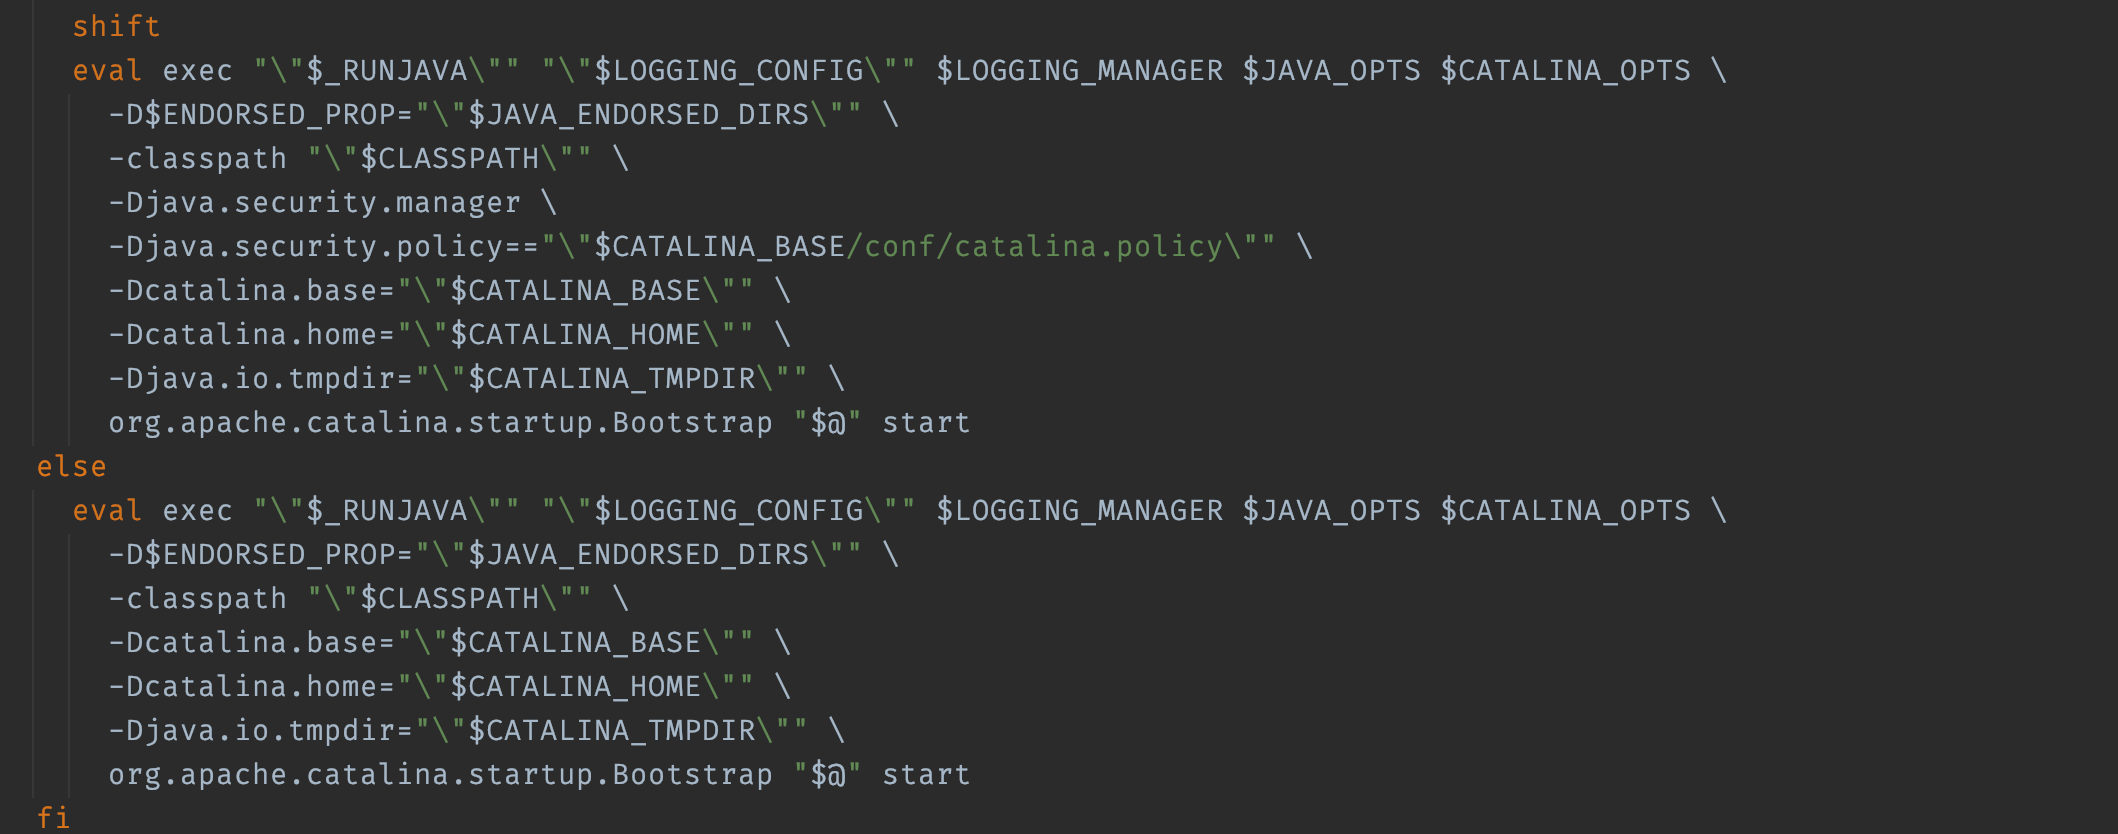 shift
eval exec "\"$_RUNJAVA\"" "\"$LOGGING_CONFIG\"" $LOGGING_MANAGER $JAVA_OPTS $CATALINA_OPTS \
-D$ENDORSED_PROP="\"$JAVA_ENDORSED_DIRS\"" \
-classpath "\"$CLASSPATH\"" \
-Djava.security.manager \
-Djava.security.policy=="\"$CATALINA_BASE/conf/catalina.policy\"" \
-Dcatalina.base="\"$CATALINA_BASE\"" \
-Dcatalina.home="\"$CATALINA_HOME\"" \
-Djava.io.tmpdir="\"$CATALINA_TMPDIR\"" \
org.apache.catalina.startup.Bootstrap "$@" start
else
eval exec "\"$_RUNJAVA\"" "\"$LOGGING_CONFIG\"" $LOGGING_MANAGER $JAVA_OPTS $CATALINA_OPTS \
-D$ENDORSED_PROP="\"$JAVA_ENDORSED_DIRS\"" \
-classpath "\"$CLASSPATH\"" \
-Dcatalina.base="\"$CATALINA_BASE\"" \
-Dcatalina.home="\"$CATALINA_HOME\"" \
-Djava.io.tmpdir="\"$CATALINA_TMPDIR\"" \
org.apache.catalina.startup.Bootstrap "$@" start
fi